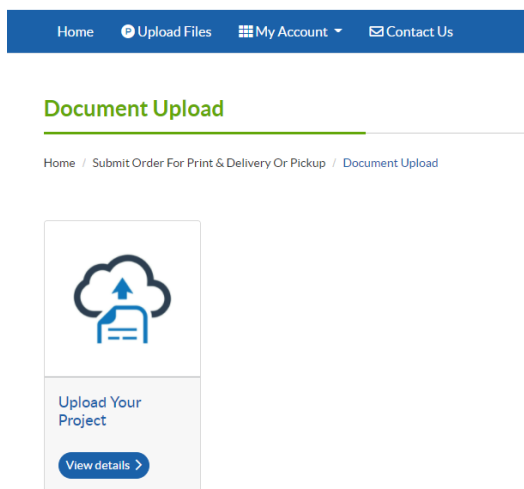 Home Upload Files My Account Contact Us
Document Upload
Home / Submit Order For Print & Delivery Or Pickup / Document Upload
Upload Your
Project
View details